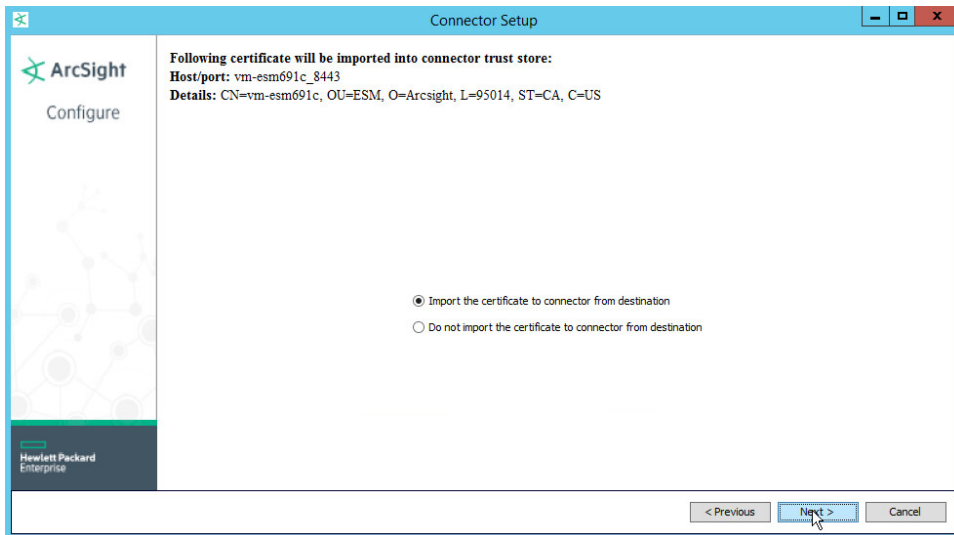 Connector Setup
ArcSight
Configure
Following certificate will be imported into connector trust store:
Host/port: vm-esm691c_8443
Details: CN=vm-esm691c, OU=ESM, O=Arcsight, L=95014, ST=CA, C=US
Import the certificate to connector from destination
Do not import the certificate to connector from destination
Hewlett Packard
Enterprise
< Previous
Next >
Cancel